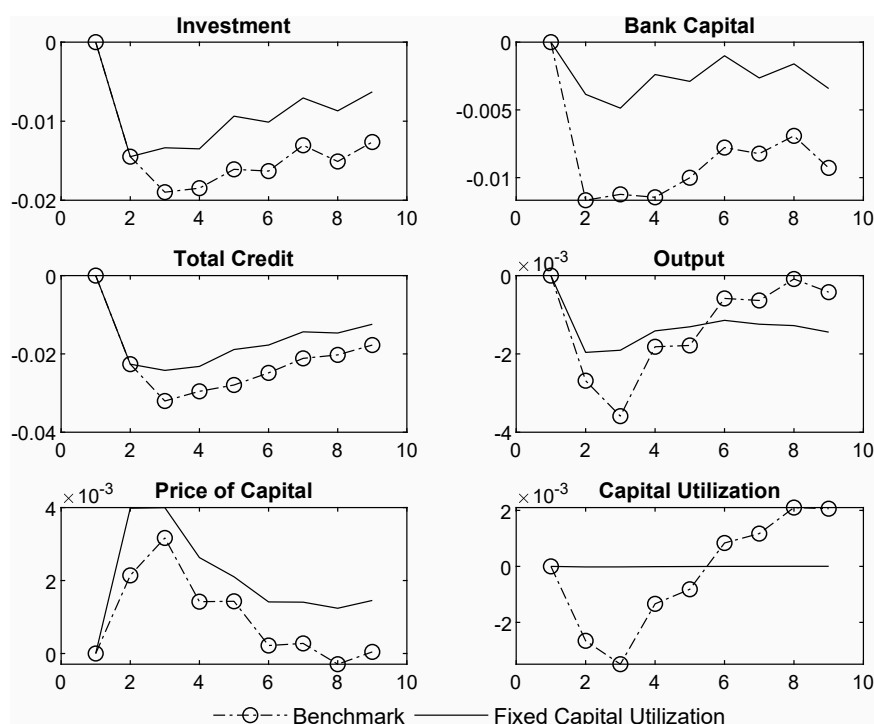 Investment
0
-0.01
-0.02
0 2 4 6 8 10
Bank Capital
0
-0.005
-0.01
0 2 4 6 8 10
Total Credit
0
-0.02
-0.04
0 2 4 6 8 10
×10⁻³ Output
0
-2
-4
0 2 4 6 8 10
×10⁻³ Price of Capital
4
2
0
0 2 4 6 8 10
×10⁻³ Capital Utilization
2
0
-2
0 2 4 6 8 10
Benchmark Fixed Capital Utilization